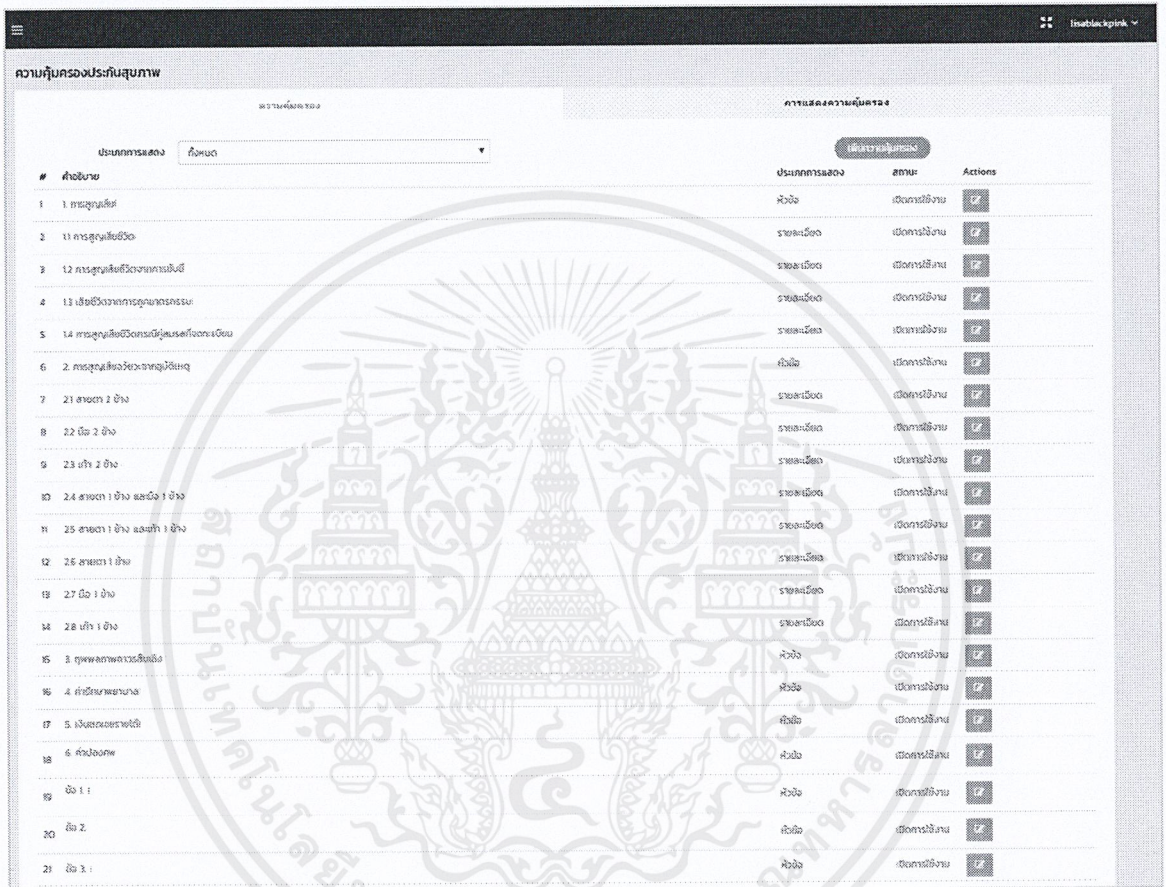 lisablackpink
ความคุ้มครองประกันสุขภาพ
ความคุ้มครอง การแสดงความคุ้มครอง
ประเภทการแสดง ทั้งหมด เพิ่มความคุ้มครอง
# คำอธิบาย ประเภทการแสดง สถานะ Actions
1 1. การสูญเสีย หัวข้อ เปิดการใช้งาน
2 1.1 การสูญเสียชีวิต รายละเอียด เปิดการใช้งาน
3 1.2 การสูญเสียชีวิตจากการขับขี่ รายละเอียด เปิดการใช้งาน
4 1.3 เสียชีวิตจากการถูกฆาตรกรรม รายละเอียด เปิดการใช้งาน
5 1.4 การสูญเสียชีวิตกรณีคู่สมรสที่จดทะเบียน รายละเอียด เปิดการใช้งาน
6 2. การสูญเสียอวัยวะจากอุบัติเหตุ หัวข้อ เปิดการใช้งาน
7 2.1 สายตา 2 ข้าง รายละเอียด เปิดการใช้งาน
8 2.2 มือ 2 ข้าง รายละเอียด เปิดการใช้งาน
9 2.3 เท้า 2 ข้าง รายละเอียด เปิดการใช้งาน
10 2.4 สายตา 1 ข้าง และมือ 1 ข้าง รายละเอียด เปิดการใช้งาน
11 2.5 สายตา 1 ข้าง และเท้า 1 ข้าง รายละเอียด เปิดการใช้งาน
12 2.6 สายตา 1 ข้าง รายละเอียด เปิดการใช้งาน
13 2.7 มือ 1 ข้าง รายละเอียด เปิดการใช้งาน
14 2.8 เท้า 1 ข้าง รายละเอียด เปิดการใช้งาน
15 3. ทุพพลภาพถาวรสิ้นเชิง หัวข้อ เปิดการใช้งาน
16 4. ค่ารักษาพยาบาล หัวข้อ เปิดการใช้งาน
17 5. เงินชดเชยรายได้ หัวข้อ เปิดการใช้งาน
18 6. ค่าปลงศพ หัวข้อ เปิดการใช้งาน
19 ข้อ 1. หัวข้อ เปิดการใช้งาน
20 ข้อ 2. หัวข้อ เปิดการใช้งาน
21 ข้อ 3. หัวข้อ เปิดการใช้งาน